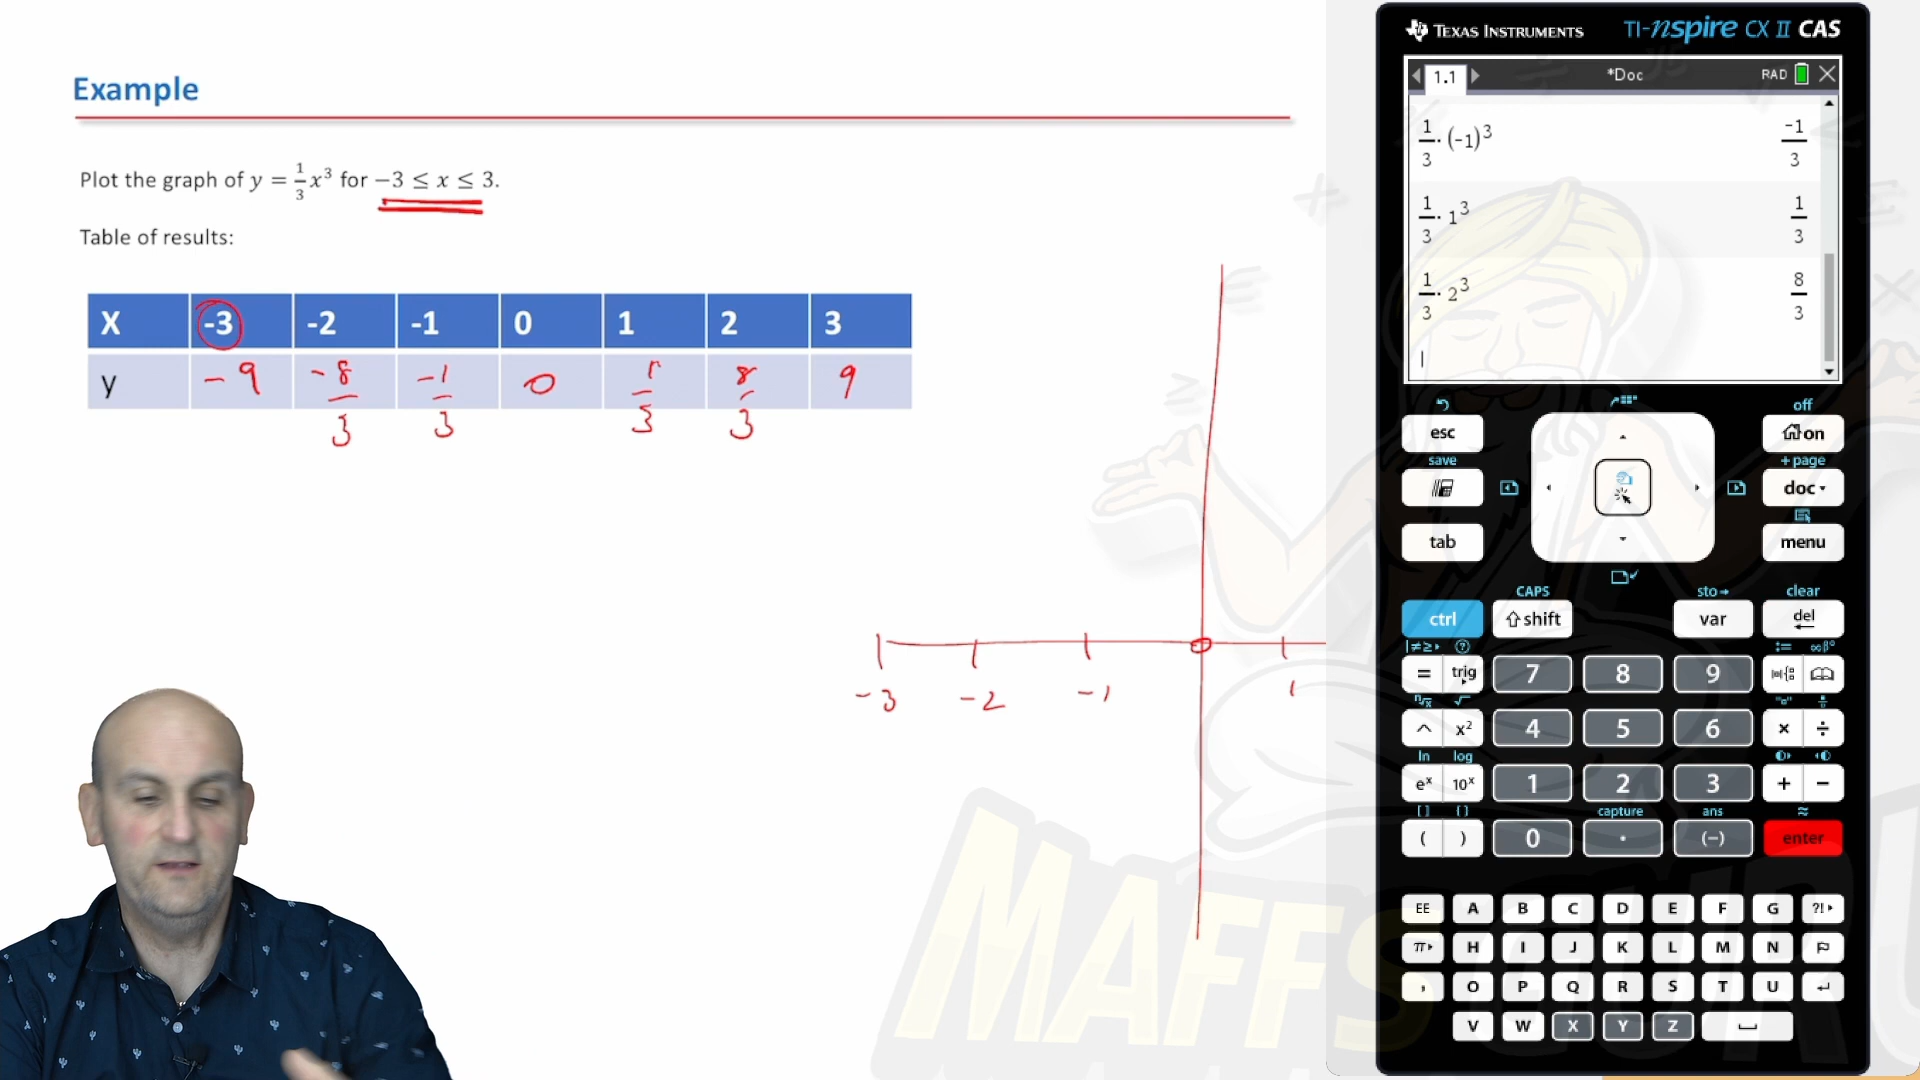 Example
Plot the graph of y = 1/3 x³ for −3 ≤ x ≤ 3.
Table of results:
X -3 -2 -1 0 1 2 3
y -9 -8/3 -1/3 0 1/3 8/3 9
-3 -2 -1 1
MAFFS GURU
TEXAS INSTRUMENTS TI-nspire CX II CAS
1.1 *Doc RAD
1/3·(-1)³ -1/3
1/3·1³ 1/3
1/3·2³ 8/3
off
esc on
save +page
doc
tab menu
CAPS sto→ clear
ctrl shift var del
|≠≥▸ ?
= trig 7 8 9
^ x² 4 5 6 × ÷
ln log
eˣ 10ˣ 1 2 3 + −
[ ] { } capture ans ≈
( ) 0 . (−) enter
EE A B C D E F G ?!▸
π▸ H I J K L M N
, O P Q R S T U ↵
V W X Y Z